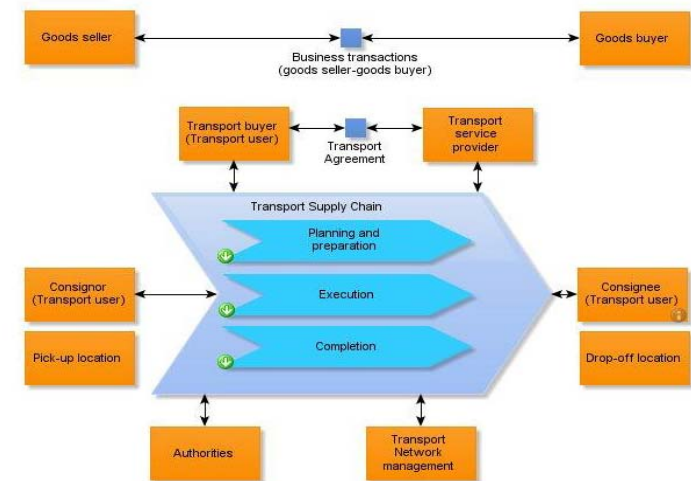 Goods seller
Goods buyer
Business transactions
(goods seller-goods buyer)
Transport buyer
(Transport user)
Transport
Agreement
Transport
service
provider
Transport Supply Chain
Planning and
preparation
Consignor
(Transport user)
Execution
Consignee
(Transport user)
Pick-up location
Completion
Drop-off location
Authorities
Transport
Network
management